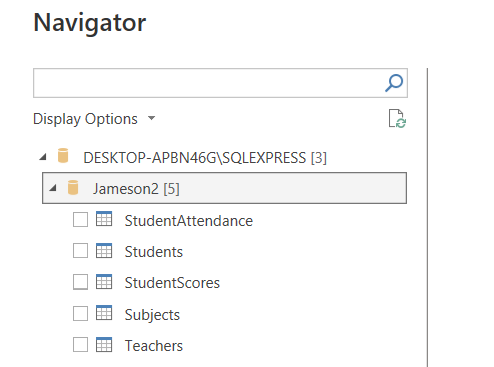 Navigator
Display Options
DESKTOP-APBN46G\SQLEXPRESS [3]
Jameson2 [5]
StudentAttendance
Students
StudentScores
Subjects
Teachers